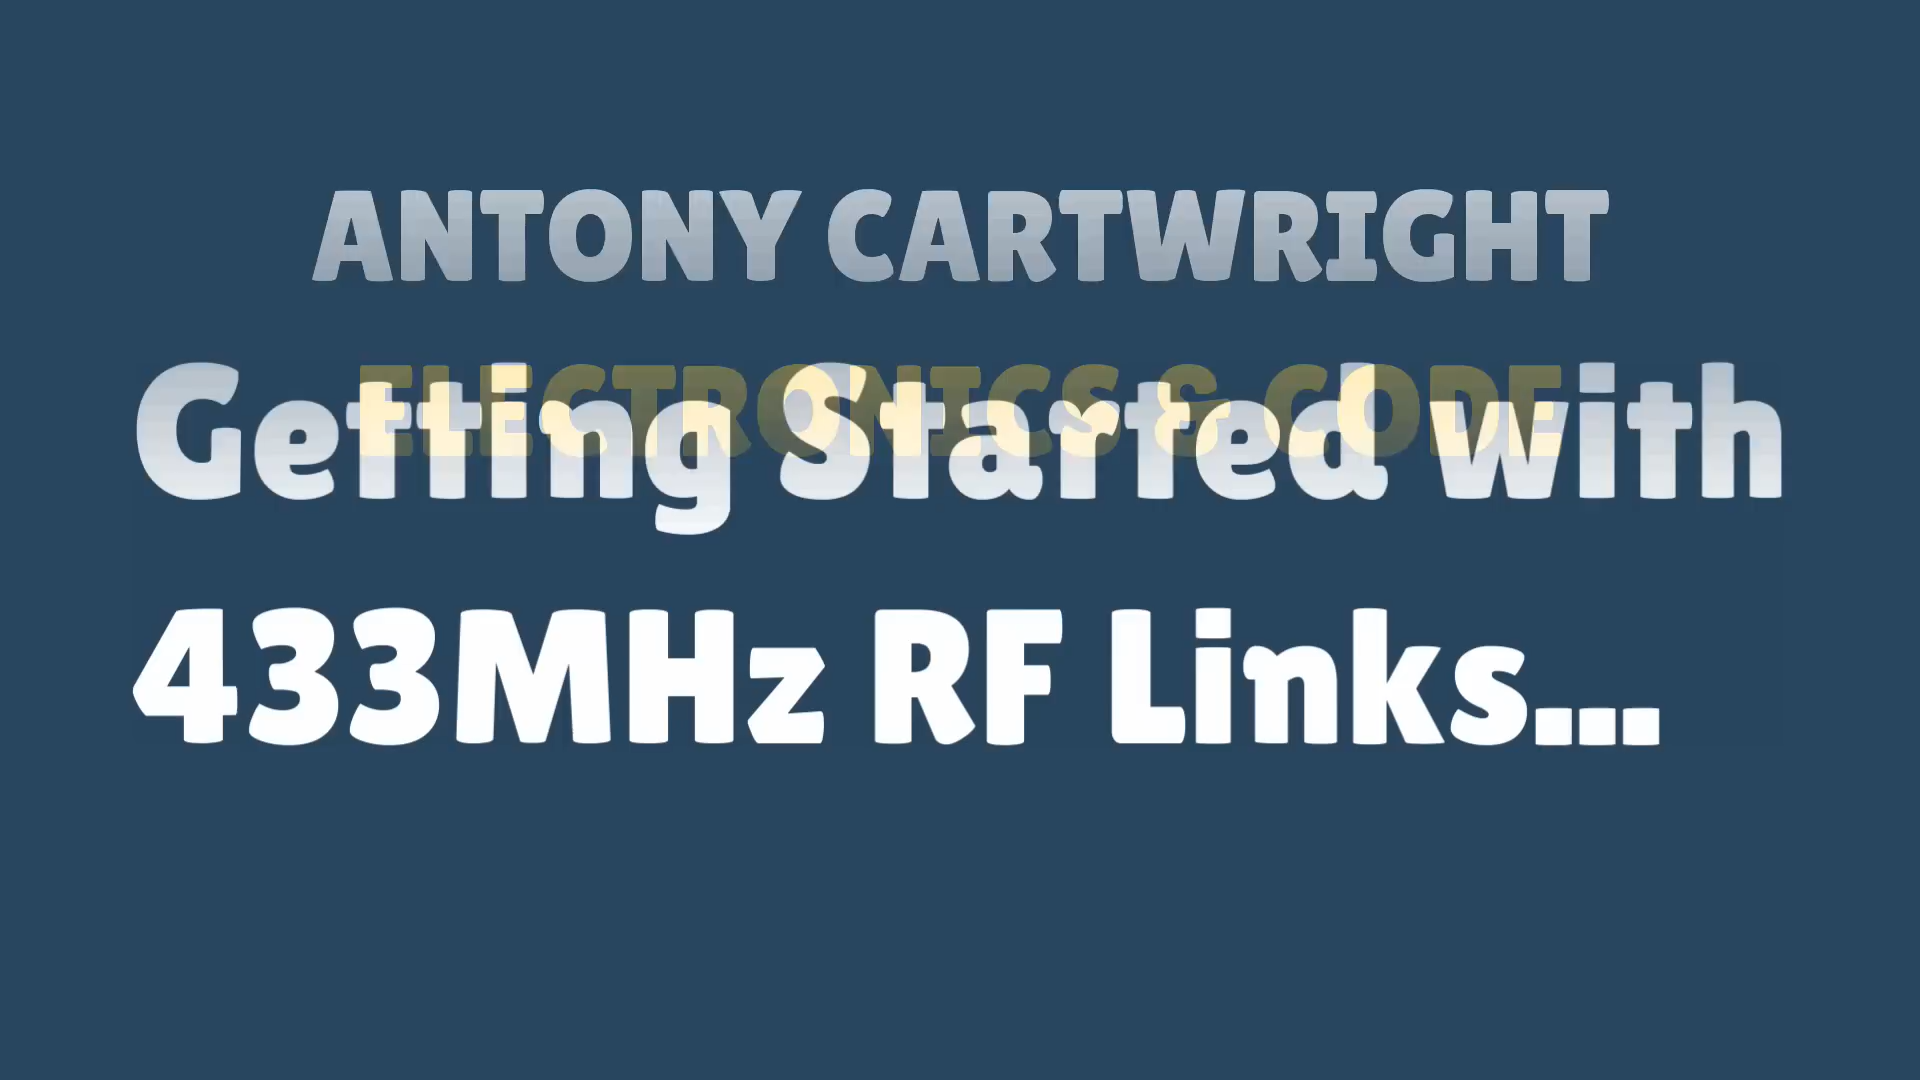 ANTONY CARTWRIGHT
ELECTRONICS & CODE
Getting Started with
433MHz RF Links...